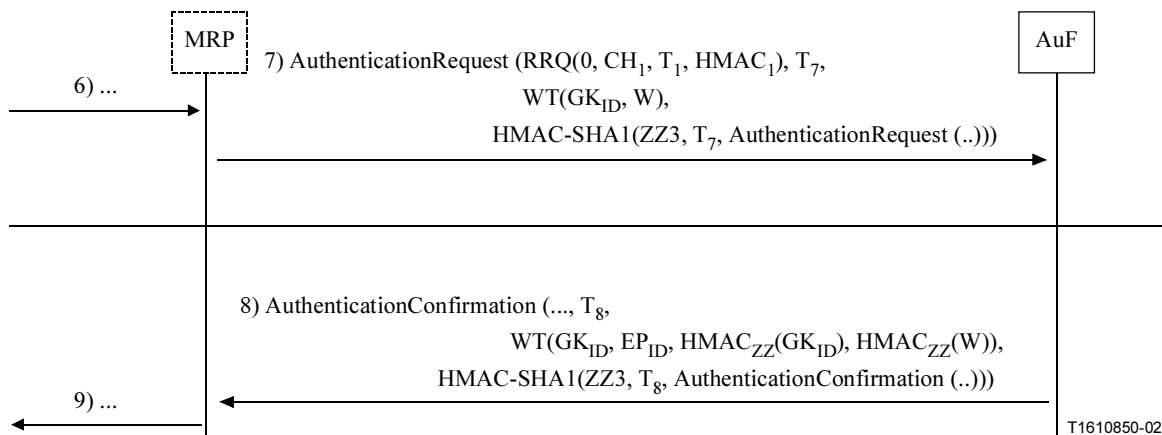 MRP
AuF
7) AuthenticationRequest (RRQ(0, CH1, T1, HMAC1), T7,
6) ...
WT(GKID, W),
HMAC-SHA1(ZZ3, T7, AuthenticationRequest (..)))
8) AuthenticationConfirmation (..., T8,
WT(GKID, EPID, HMACZZ(GKID), HMACZZ(W)),
HMAC-SHA1(ZZ3, T8, AuthenticationConfirmation (..)))
9) ...
T1610850-02